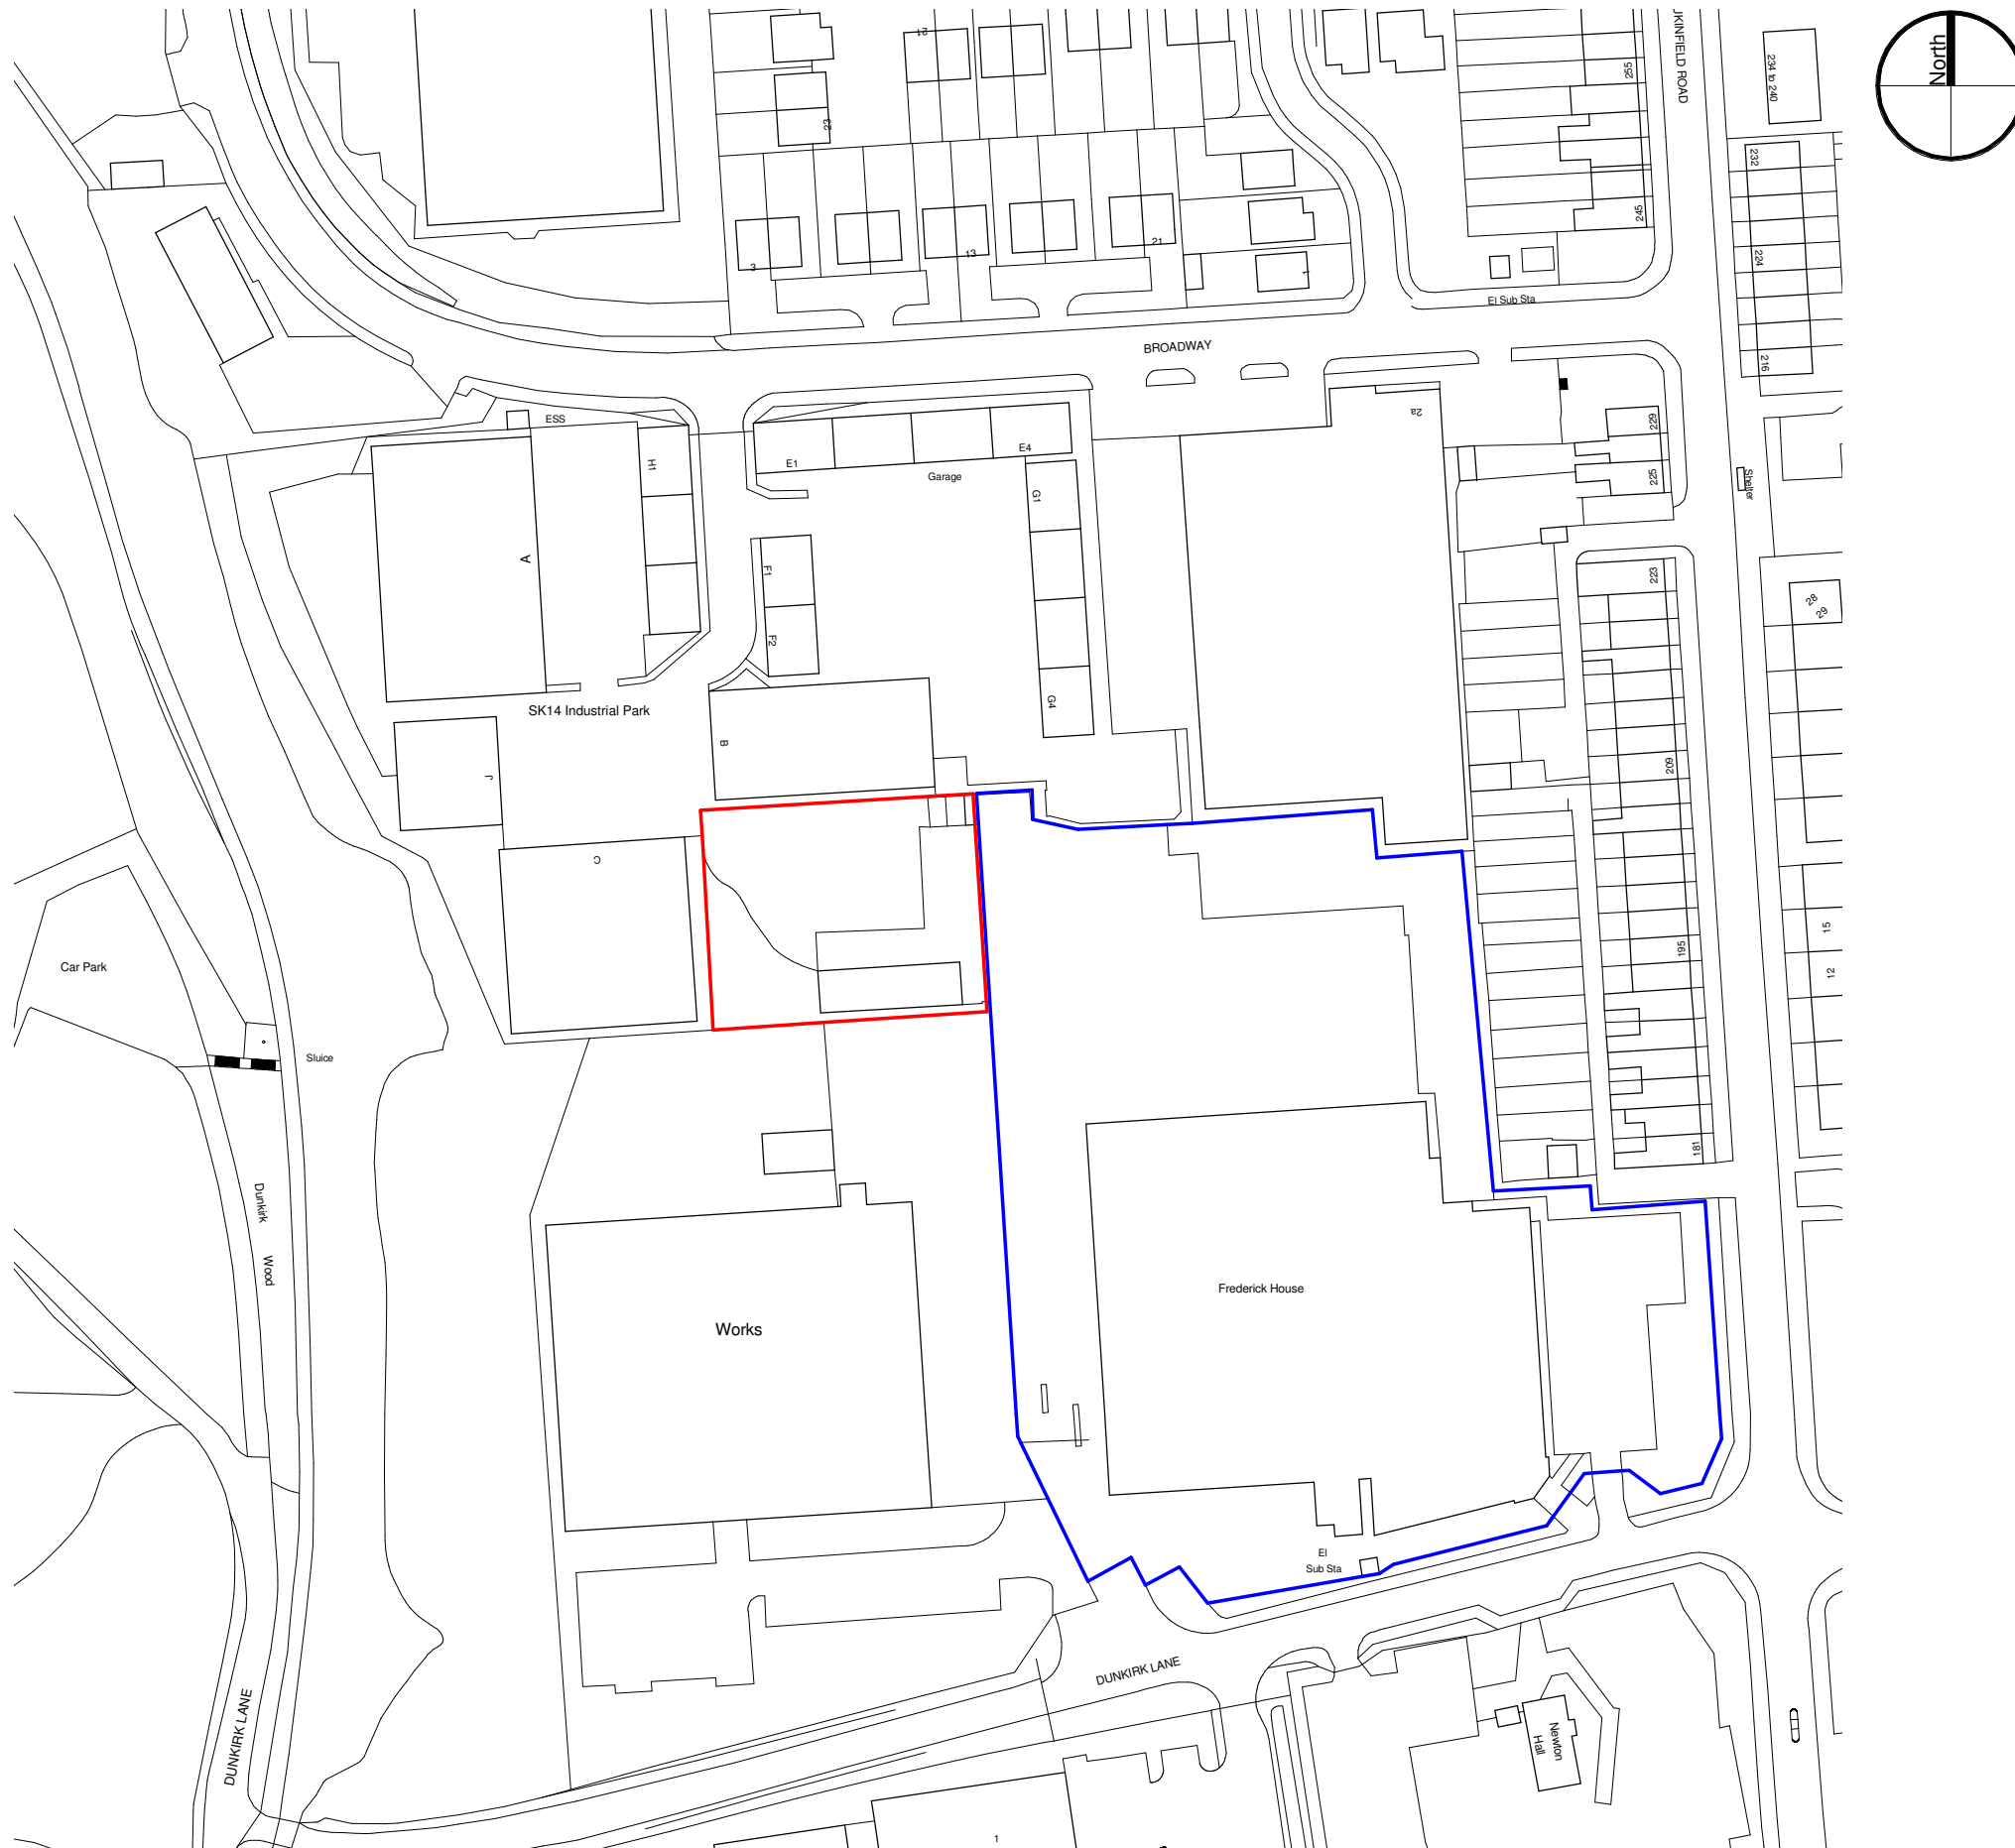 North
21
23
255
UKINFIELD ROAD
234 to 240
232
245
224
3
13
21
1
El Sub Sta
BROADWAY
216
2a
ESS
H1
E1
E4
Garage
G1
229
225
Shelter
A
F1
F2
223
28
29
SK14 Industrial Park
G4
B
J
209
C
Car Park
195
15
12
Sluice
181
Dunkirk
Wood
Frederick House
Works
El
Sub Sta
DUNKIRK LANE
DUNKIRK LANE
Newton
Hall
1